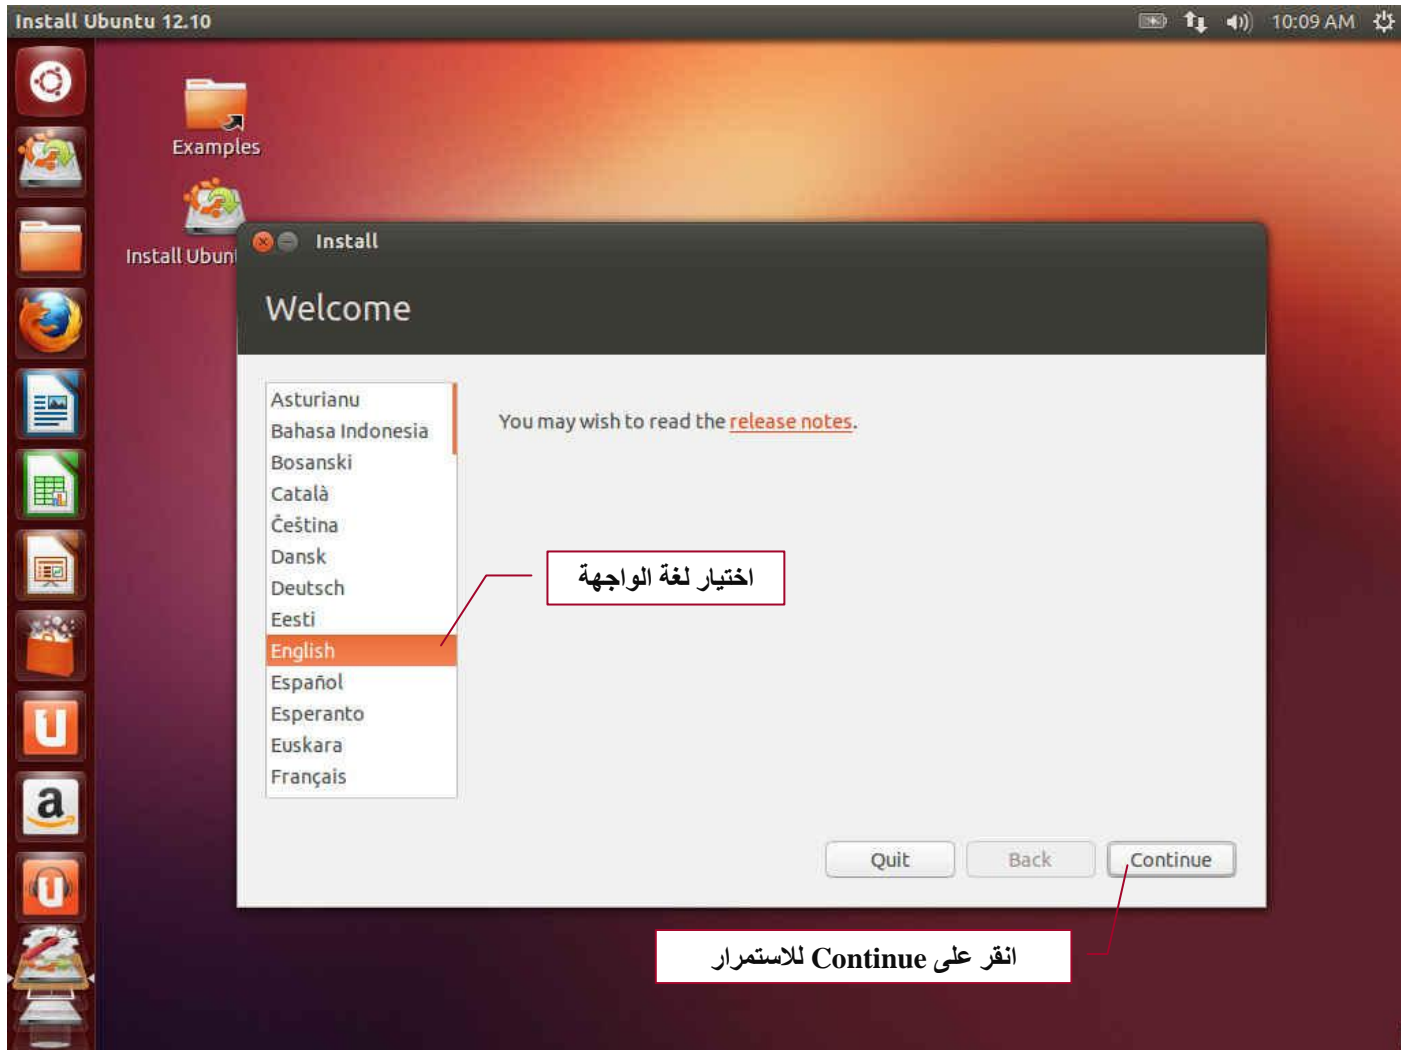 Install Ubuntu 12.10
10:09 AM
Examples
Install Ubun
Install
Welcome
Asturianu
Bahasa Indonesia
Bosanski
Català
Čeština
Dansk
Deutsch
Eesti
English
Español
Esperanto
Euskara
Français
You may wish to read the release notes.
اختيار لغة الواجهة
Quit
Back
Continue
انقر على Continue للاستمرار